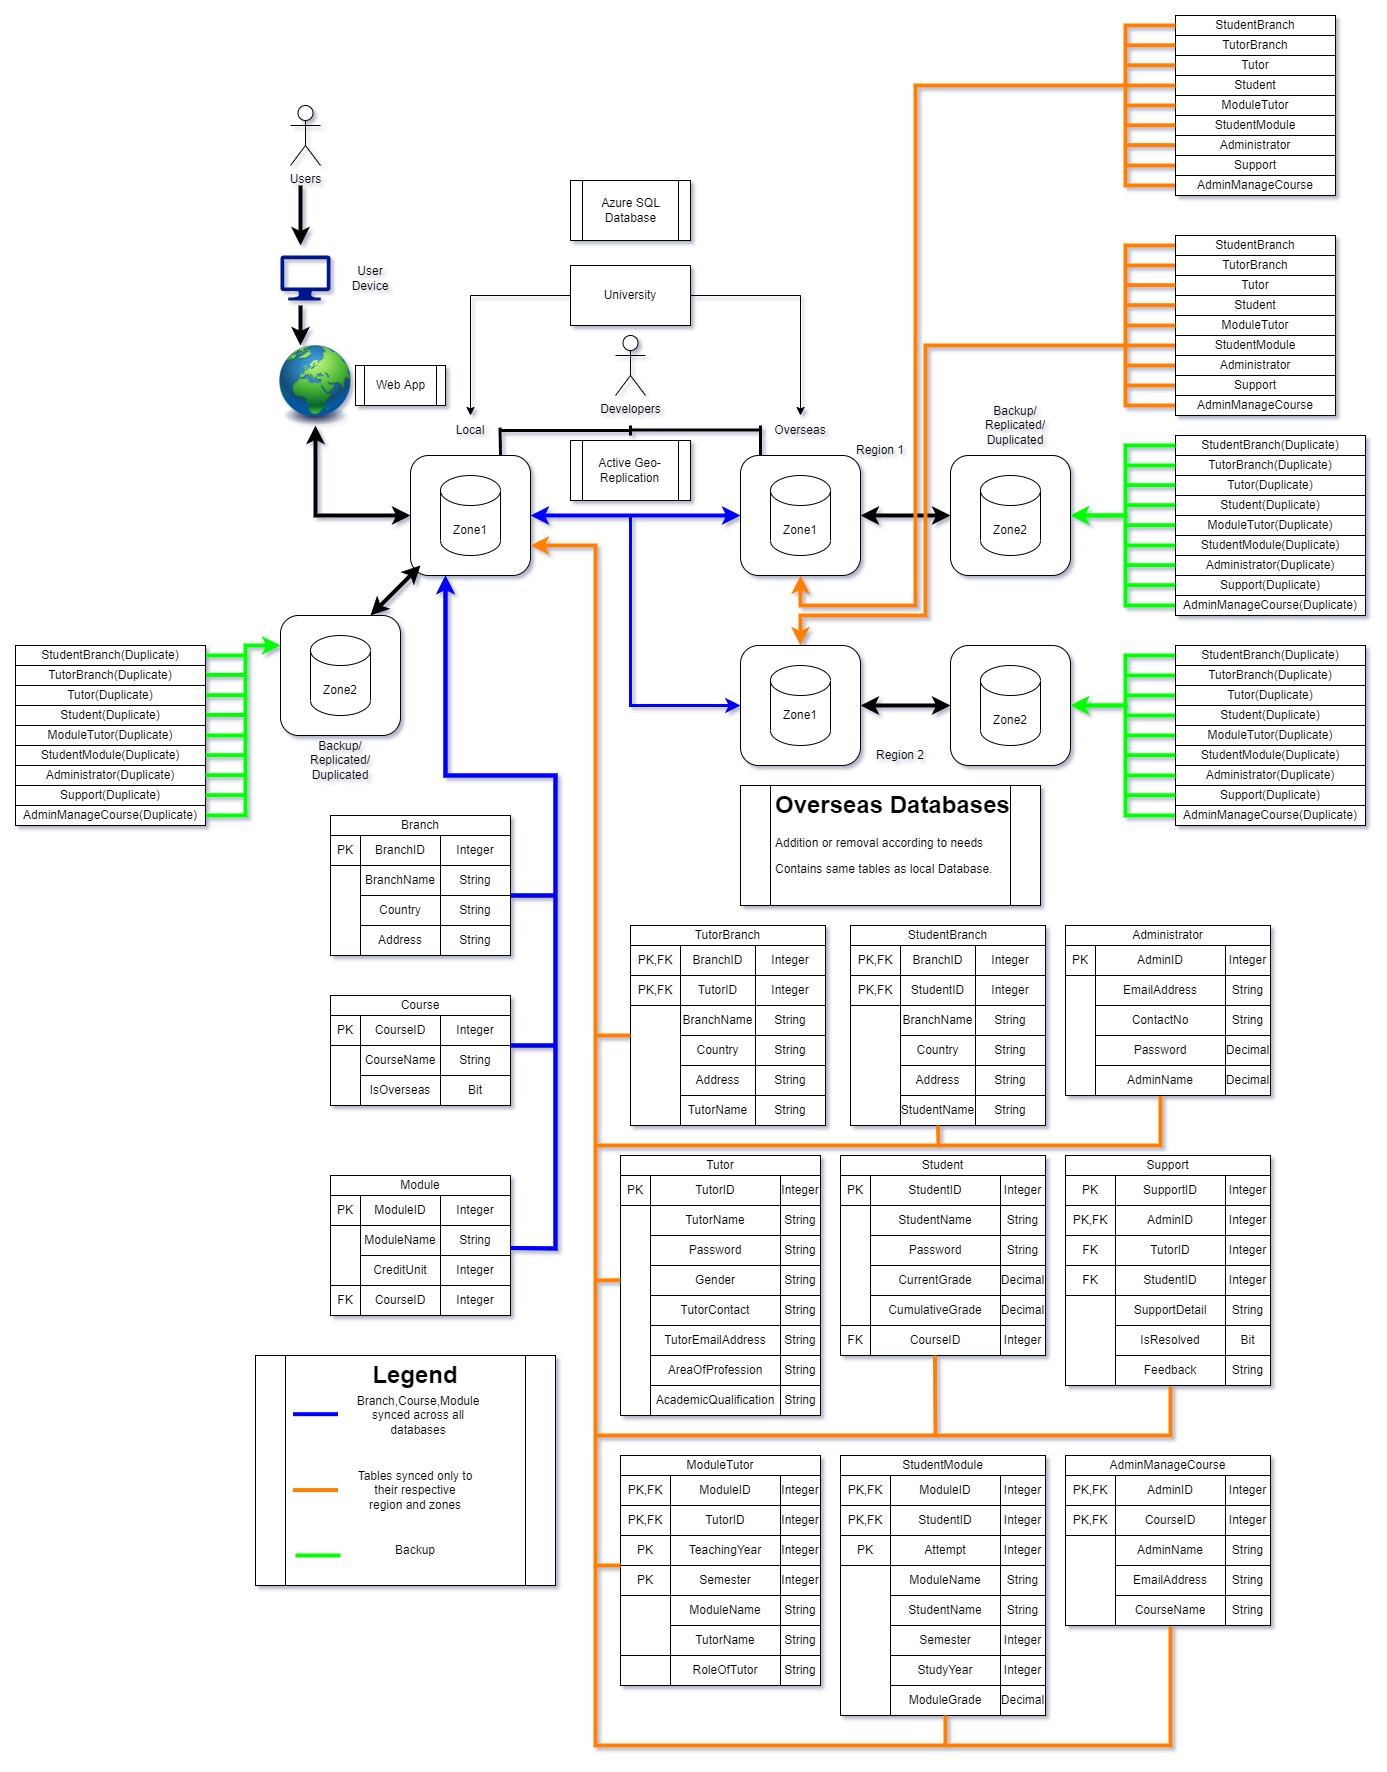 StudentBranch
TutorBranch
Tutor
Student
ModuleTutor
StudentModule
Administrator
Support
AdminManageCourse
Users
Azure SQL
Database
User
Device
University
StudentBranch
TutorBranch
Tutor
Student
ModuleTutor
StudentModule
Administrator
Support
AdminManageCourse
Web App
Developers
Local
Overseas
Backup/
Replicated/
Duplicated
Region 1
Active Geo-
Replication
Zone1
Zone1
Zone2
StudentBranch(Duplicate)
TutorBranch(Duplicate)
Tutor(Duplicate)
Student(Duplicate)
ModuleTutor(Duplicate)
StudentModule(Duplicate)
Administrator(Duplicate)
Support(Duplicate)
AdminManageCourse(Duplicate)
StudentBranch(Duplicate)
TutorBranch(Duplicate)
Tutor(Duplicate)
Student(Duplicate)
ModuleTutor(Duplicate)
StudentModule(Duplicate)
Administrator(Duplicate)
Support(Duplicate)
AdminManageCourse(Duplicate)
Zone2
Backup/
Replicated/
Duplicated
Zone1
Zone2
Region 2
StudentBranch(Duplicate)
TutorBranch(Duplicate)
Tutor(Duplicate)
Student(Duplicate)
ModuleTutor(Duplicate)
StudentModule(Duplicate)
Administrator(Duplicate)
Support(Duplicate)
AdminManageCourse(Duplicate)
Overseas Databases
Addition or removal according to needs
Contains same tables as local Database.
Branch
PK BranchID Integer
BranchName String
Country String
Address String
Course
PK CourseID Integer
CourseName String
IsOverseas Bit
Module
PK ModuleID Integer
ModuleName String
CreditUnit Integer
FK CourseID Integer
TutorBranch
PK,FK BranchID Integer
PK,FK TutorID Integer
BranchName String
Country String
Address String
TutorName String
StudentBranch
PK,FK BranchID Integer
PK,FK StudentID Integer
BranchName String
Country String
Address String
StudentName String
Administrator
PK AdminID Integer
EmailAddress String
ContactNo String
Password Decimal
AdminName Decimal
Tutor
PK TutorID Integer
TutorName String
Password String
Gender String
TutorContact String
TutorEmailAddress String
AreaOfProfession String
AcademicQualification String
Student
PK StudentID Integer
StudentName String
Password String
CurrentGrade Decimal
CumulativeGrade Decimal
FK CourseID Integer
Support
PK SupportID Integer
PK,FK AdminID Integer
FK TutorID Integer
FK StudentID Integer
SupportDetail String
IsResolved Bit
Feedback String
Legend
Branch,Course,Module
synced across all
databases
Tables synced only to
their respective
region and zones
Backup
ModuleTutor
PK,FK ModuleID Integer
PK,FK TutorID Integer
PK TeachingYear Integer
PK Semester Integer
ModuleName String
TutorName String
RoleOfTutor String
StudentModule
PK,FK ModuleID Integer
PK,FK StudentID Integer
PK Attempt Integer
ModuleName String
StudentName String
Semester Integer
StudyYear Integer
ModuleGrade Decimal
AdminManageCourse
PK,FK AdminID Integer
PK,FK CourseID Integer
AdminName String
EmailAddress String
CourseName String